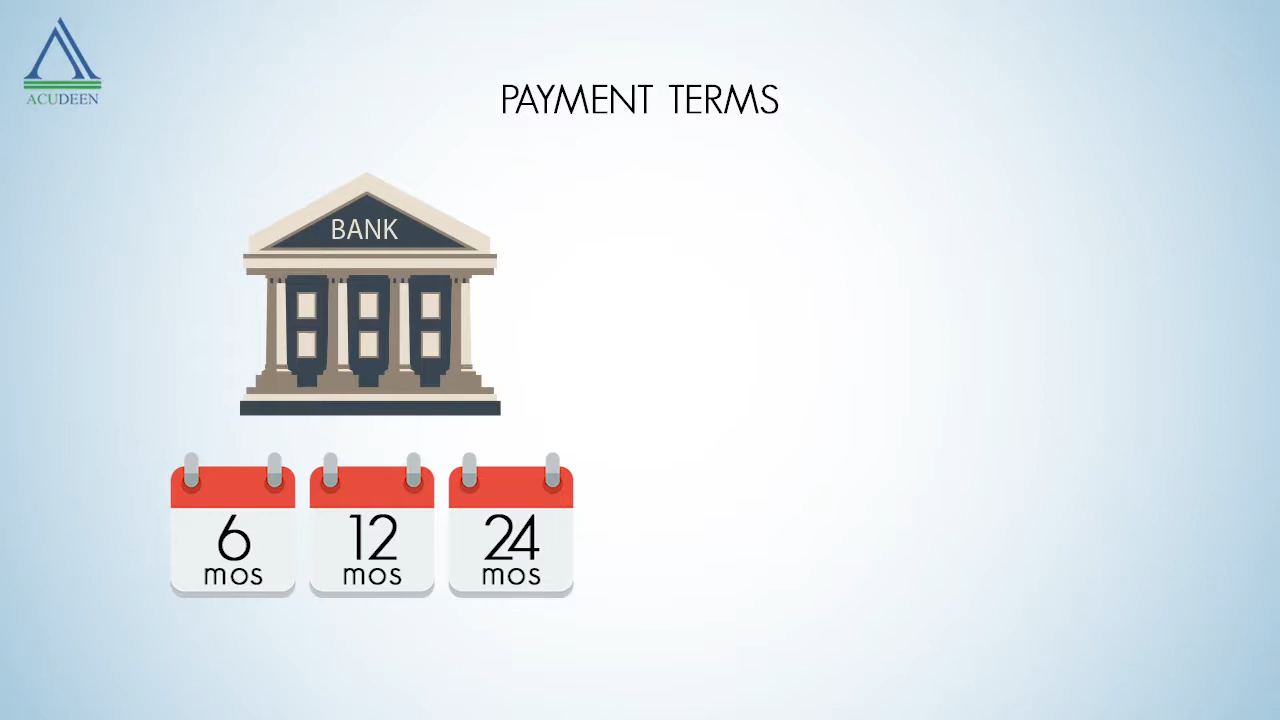 ACUDEEN
PAYMENT TERMS
BANK
6 12 24
mos mos mos